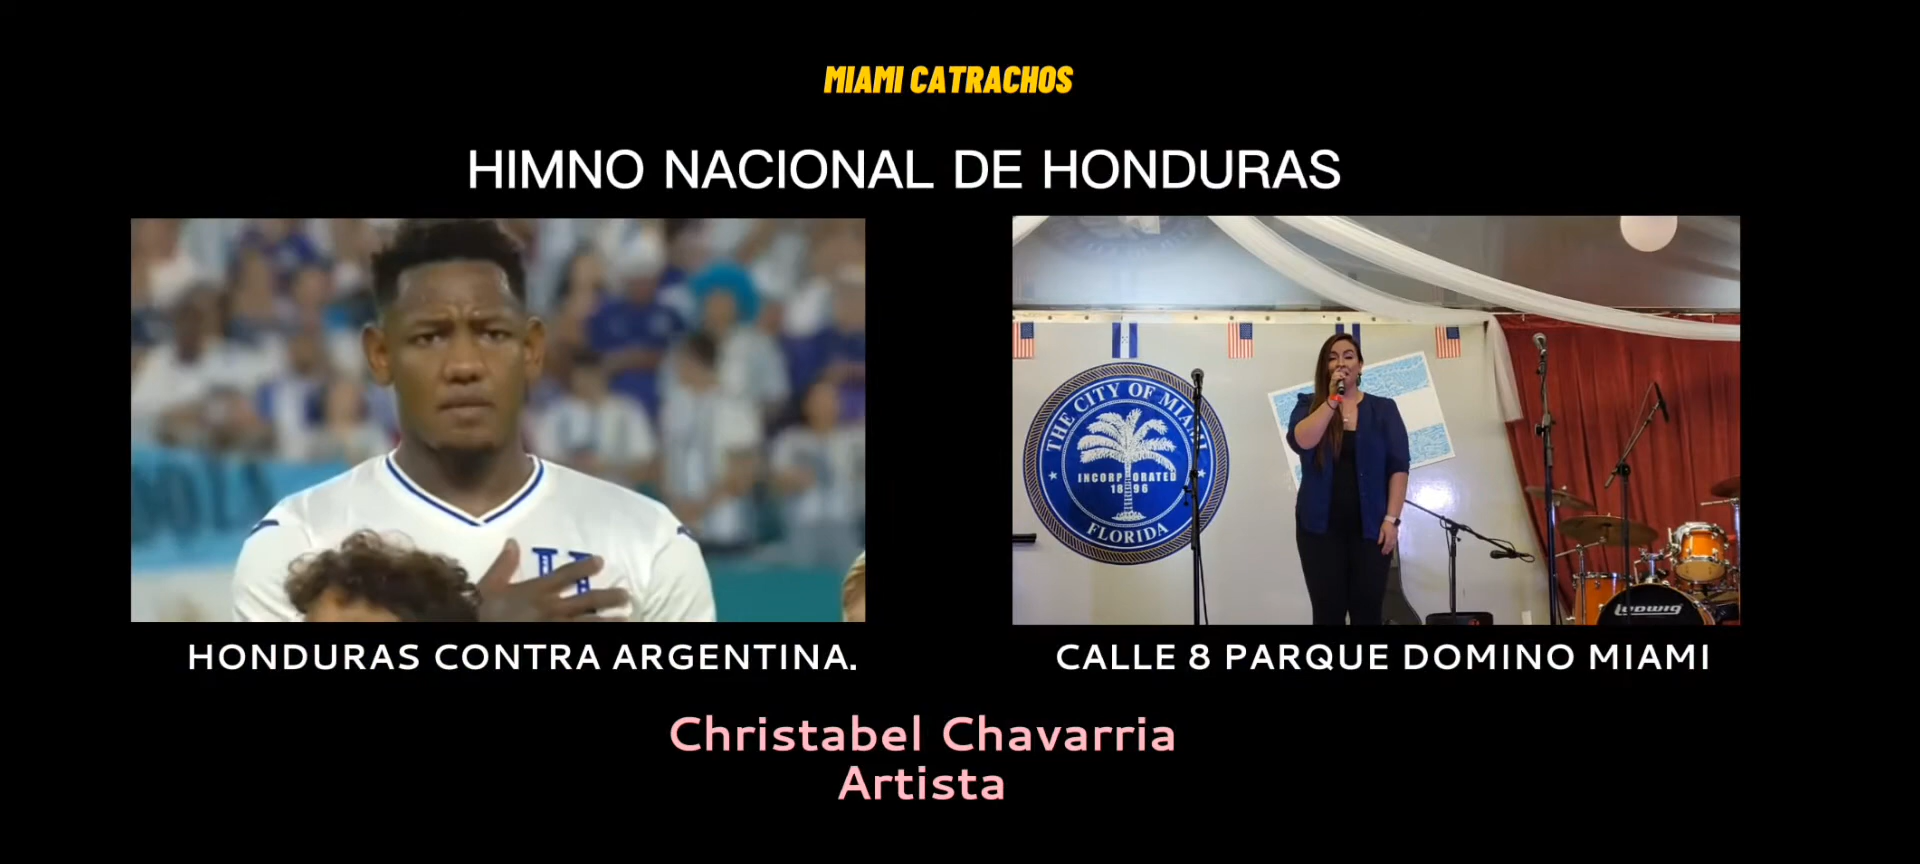 MIAMI CATRACHOS
HIMNO NACIONAL DE HONDURAS
H
THE CITY OF MIAMI
INCORPORATED
1896
FLORIDA
Ludwig
HONDURAS CONTRA ARGENTINA.
CALLE 8 PARQUE DOMINO MIAMI
Christabel Chavarria
Artista